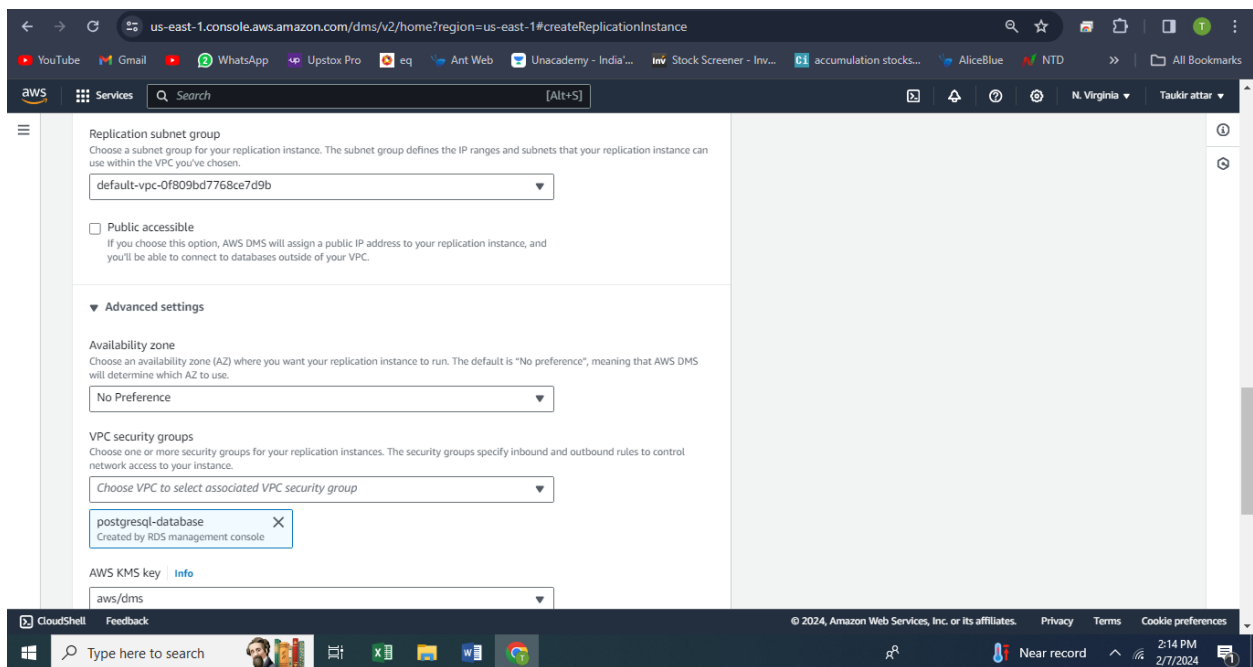 us-east-1.console.aws.amazon.com/dms/v2/home?region=us-east-1#createReplicationInstance
T
YouTube Gmail WhatsApp up Upstox Pro eq Ant Web Unacademy - India'... inv Stock Screener - Inv... Ci accumulation stocks... AliceBlue NTD » All Bookmarks
aws Services Search [Alt+S] N. Virginia Taukir attar
Replication subnet group
Choose a subnet group for your replication instance. The subnet group defines the IP ranges and subnets that your replication instance can
use within the VPC you've chosen.
default-vpc-0f809bd7768ce7d9b
Public accessible
If you choose this option, AWS DMS will assign a public IP address to your replication instance, and
you'll be able to connect to databases outside of your VPC.
Advanced settings
Availability zone
Choose an availability zone (AZ) where you want your replication instance to run. The default is "No preference", meaning that AWS DMS
will determine which AZ to use.
No Preference
VPC security groups
Choose one or more security groups for your replication instances. The security groups specify inbound and outbound rules to control
network access to your instance.
Choose VPC to select associated VPC security group
postgresql-database
Created by RDS management console
AWS KMS key Info
aws/dms
CloudShell Feedback © 2024, Amazon Web Services, Inc. or its affiliates. Privacy Terms Cookie preferences
Type here to search Near record 2:14 PM
2/7/2024 1